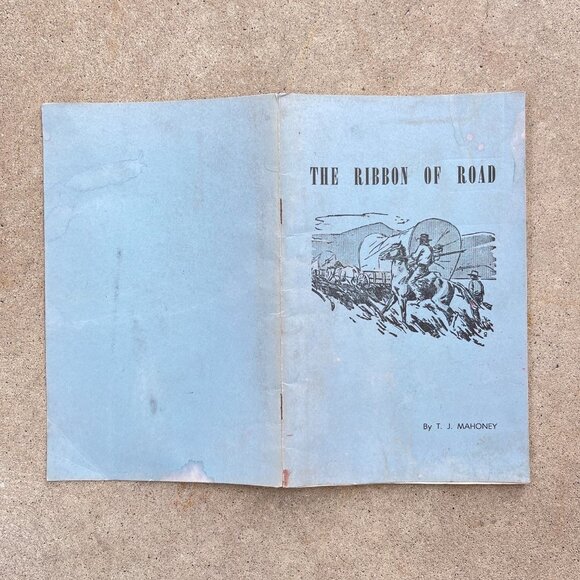 THE RIBBON OF ROAD
By T. J. MAHONEY